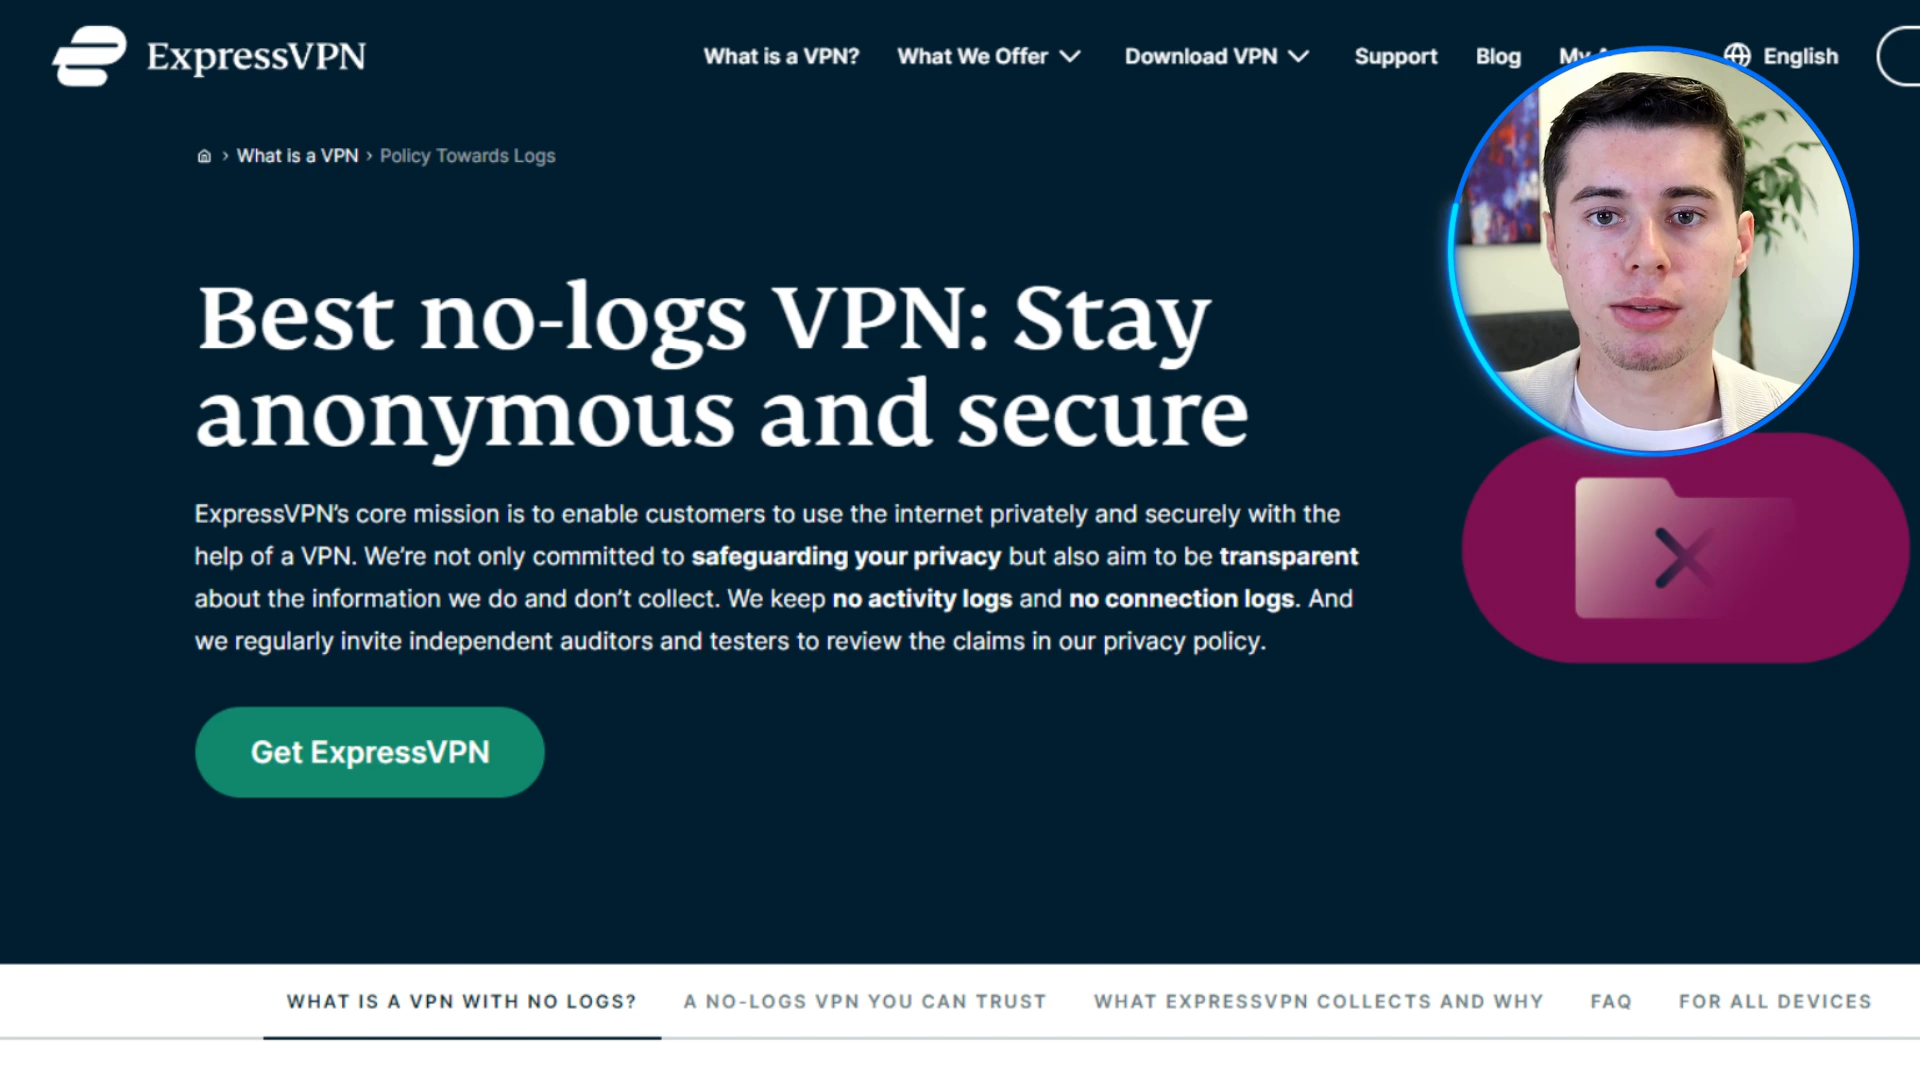 ExpressVPN
What is a VPN? What We Offer Download VPN Support Blog My English
What is a VPN › Policy Towards Logs
Best no-logs VPN: Stay
anonymous and secure
ExpressVPN’s core mission is to enable customers to use the internet privately and securely with the
help of a VPN. We’re not only committed to safeguarding your privacy but also aim to be transparent
about the information we do and don’t collect. We keep no activity logs and no connection logs. And
we regularly invite independent auditors and testers to review the claims in our privacy policy.
Get ExpressVPN
WHAT IS A VPN WITH NO LOGS? A NO-LOGS VPN YOU CAN TRUST WHAT EXPRESSVPN COLLECTS AND WHY FAQ FOR ALL DEVICES